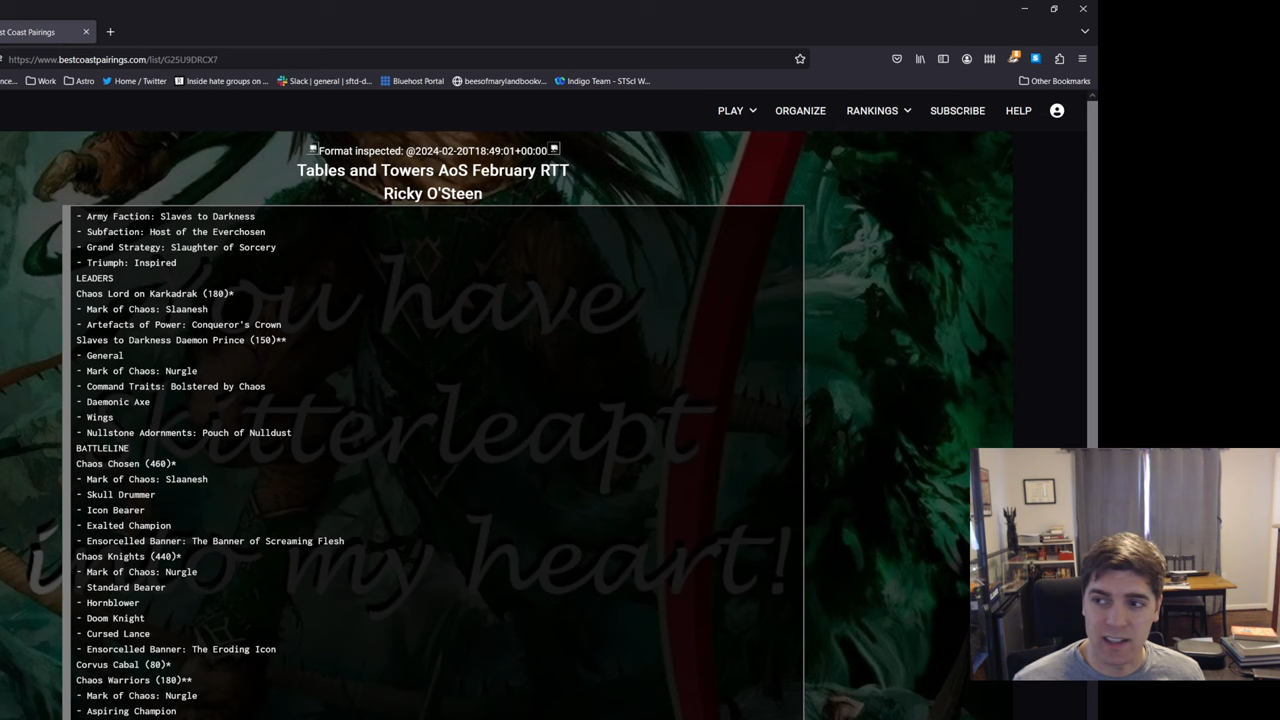 st Coast Pairings
https://www.bestcoastpairings.com/list/G25U9DRCX7
nce... Work Astro Home / Twitter Inside hate groups on ... Slack | general | sftd-d... Bluehost Portal beesofmarylandbookv... Indigo Team - STScI W... Other Bookmarks
PLAY ORGANIZE RANKINGS SUBSCRIBE HELP
Format inspected: @2024-02-20T18:49:01+00:00
Tables and Towers AoS February RTT
Ricky O'Steen
- Army Faction: Slaves to Darkness
- Subfaction: Host of the Everchosen
- Grand Strategy: Slaughter of Sorcery
- Triumph: Inspired
LEADERS
Chaos Lord on Karkadrak (180)*
- Mark of Chaos: Slaanesh
- Artefacts of Power: Conqueror's Crown
Slaves to Darkness Daemon Prince (150)**
- General
- Mark of Chaos: Nurgle
- Command Traits: Bolstered by Chaos
- Daemonic Axe
- Wings
- Nullstone Adornments: Pouch of Nulldust
BATTLELINE
Chaos Chosen (460)*
- Mark of Chaos: Slaanesh
- Skull Drummer
- Icon Bearer
- Exalted Champion
- Ensorcelled Banner: The Banner of Screaming Flesh
Chaos Knights (440)*
- Mark of Chaos: Nurgle
- Standard Bearer
- Hornblower
- Doom Knight
- Cursed Lance
- Ensorcelled Banner: The Eroding Icon
Corvus Cabal (80)*
Chaos Warriors (180)**
- Mark of Chaos: Nurgle
- Aspiring Champion
You have
kitterleapt
into my heart!